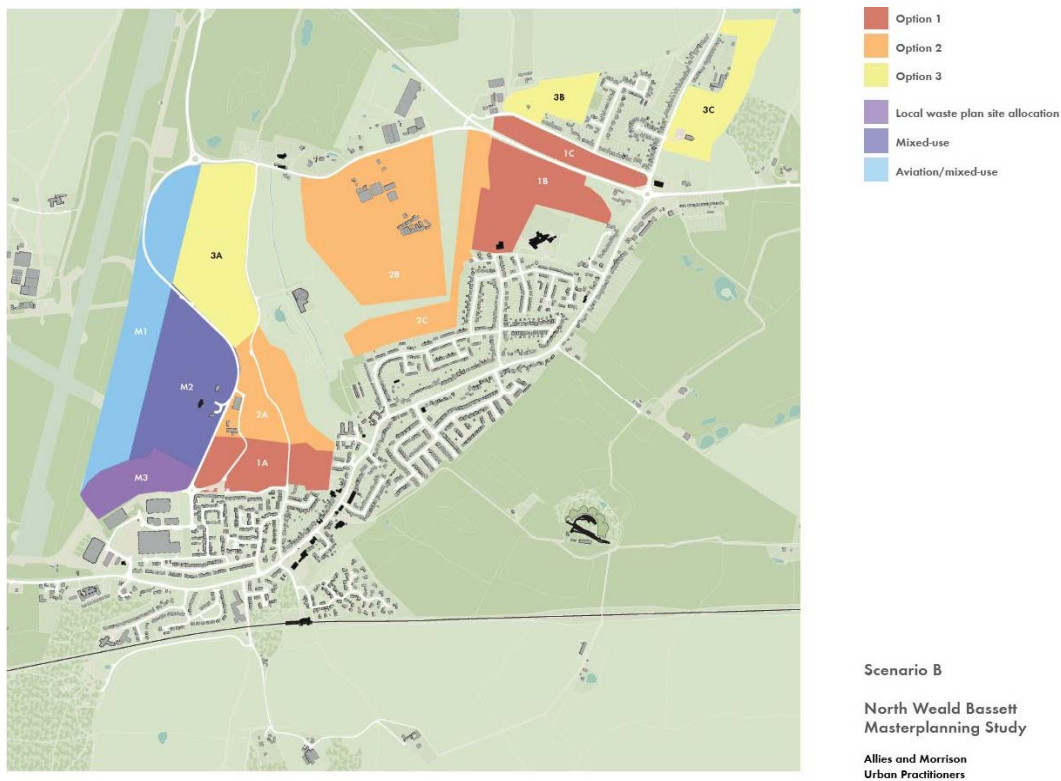 Option 1
Option 2
Option 3
Local waste plan site allocation
Mixed-use
Aviation/mixed-use
3B
3C
1C
1B
3A
2B
2C
M1
M2
2A
1A
M3
Scenario B
North Weald Bassett
Masterplanning Study
Allies and Morrison
Urban Practitioners